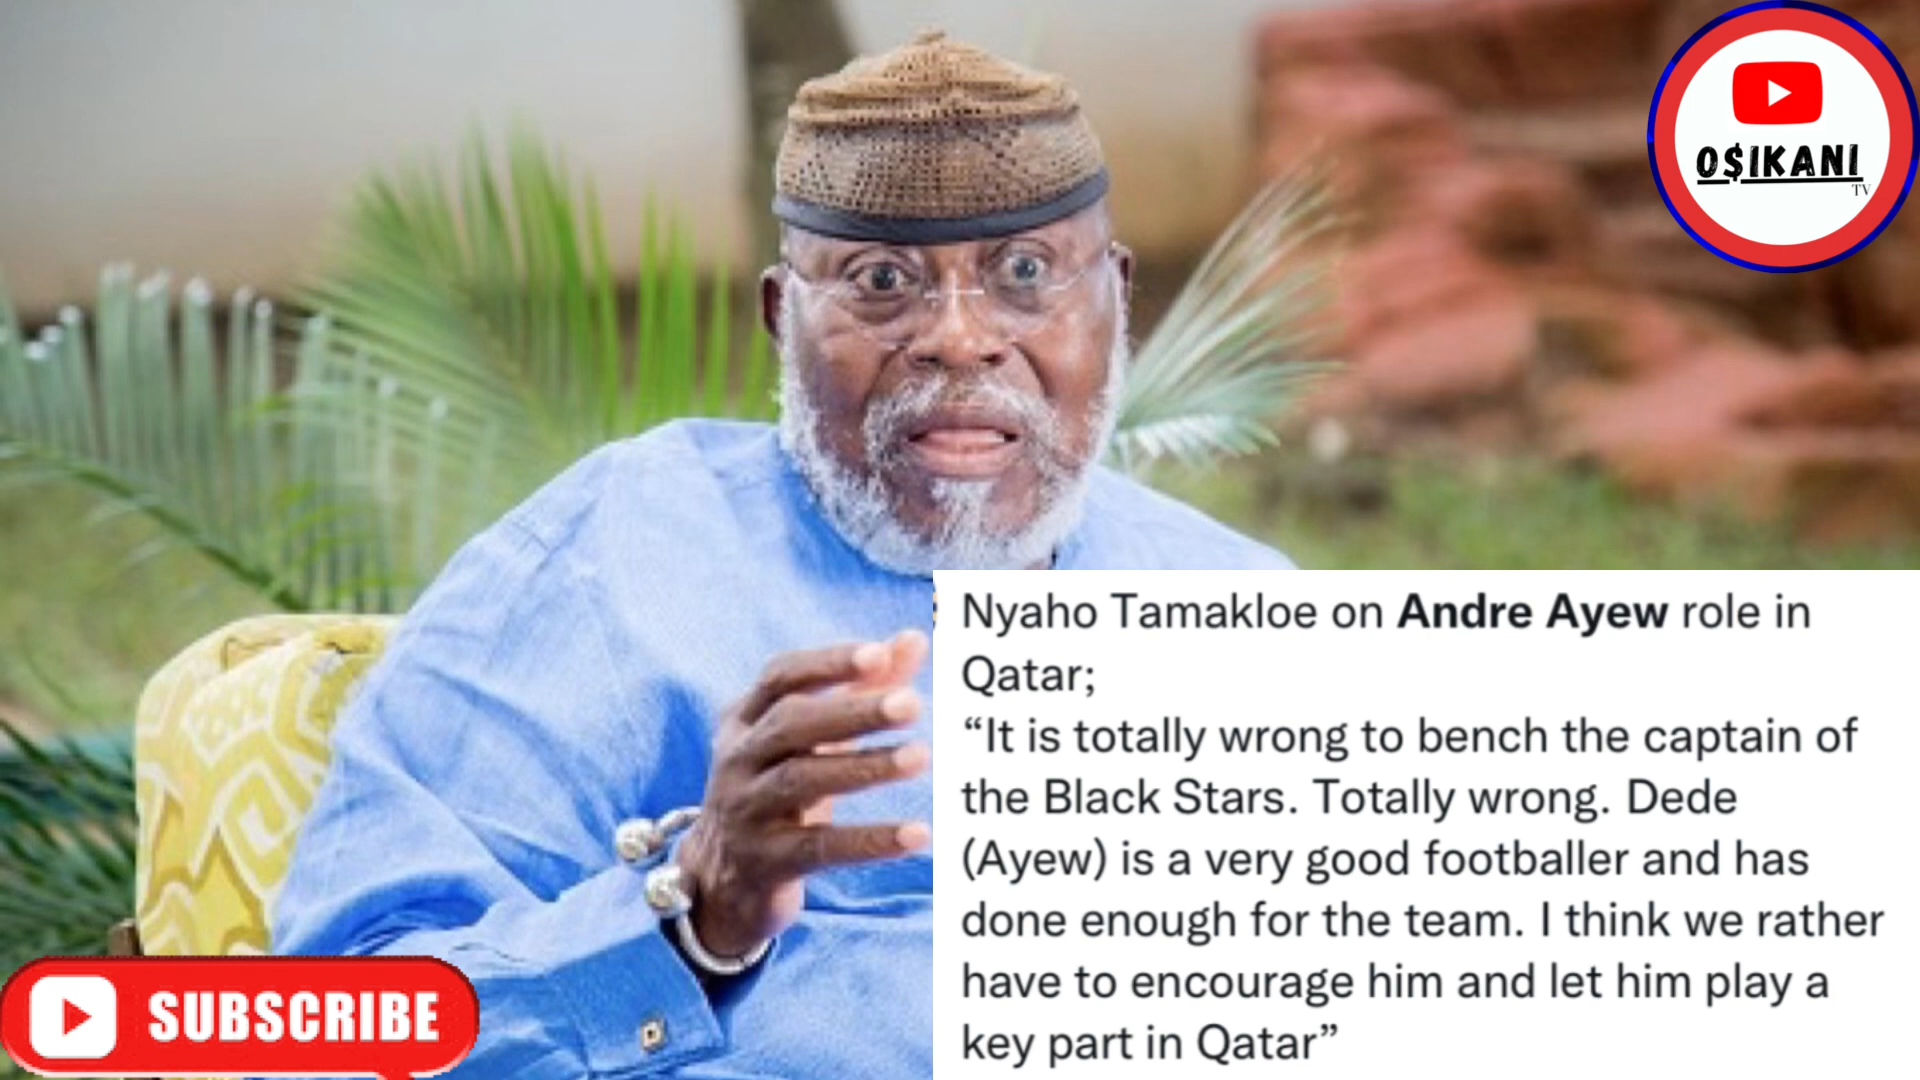 O$IKANI
TV
Nyaho Tamakloe on Andre Ayew role in
Qatar;
“It is totally wrong to bench the captain of
the Black Stars. Totally wrong. Dede
(Ayew) is a very good footballer and has
done enough for the team. I think we rather
have to encourage him and let him play a
key part in Qatar”
SUBSCRIBE